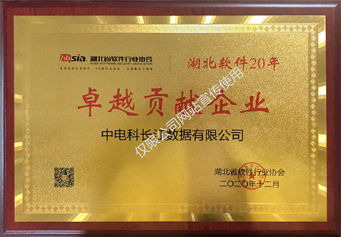 hbsia 湖北省软件行业协会
湖北软件20年
卓越贡献企业
中电科长江数据有限公司
仅限公司网站宣传使用
湖北省软件行业协会
二〇二〇年十二月